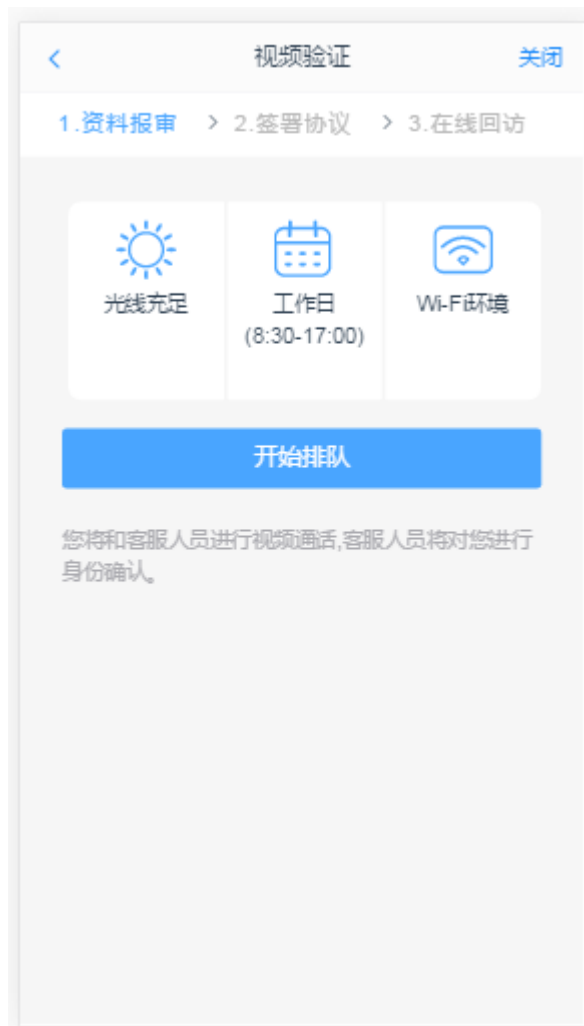 视频验证 关闭
1.资料报审 > 2.签署协议 > 3.在线回访
光线充足 工作日 Wi-Fi环境
(8:30-17:00)
开始排队
您将和客服人员进行视频通话,客服人员将对您进行
身份确认。